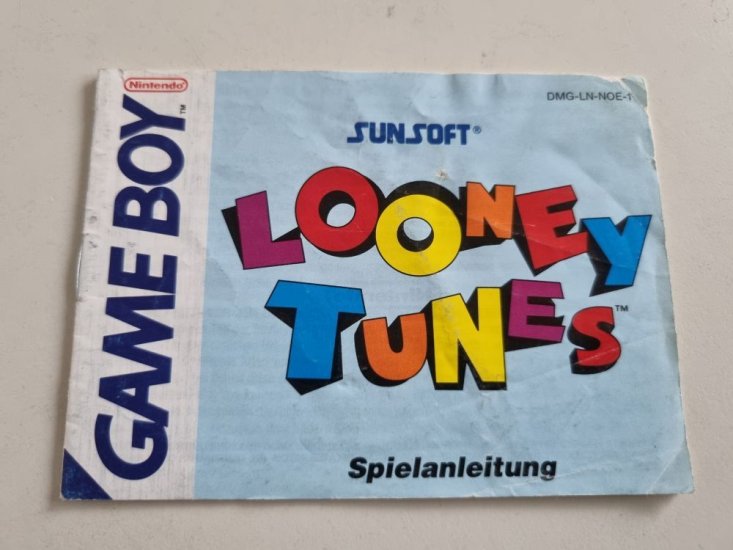 Nintendo
GAME BOY™
DMG-LN-NOE-1
SUNSOFT®
LOONEY
TUNES™
Spielanleitung